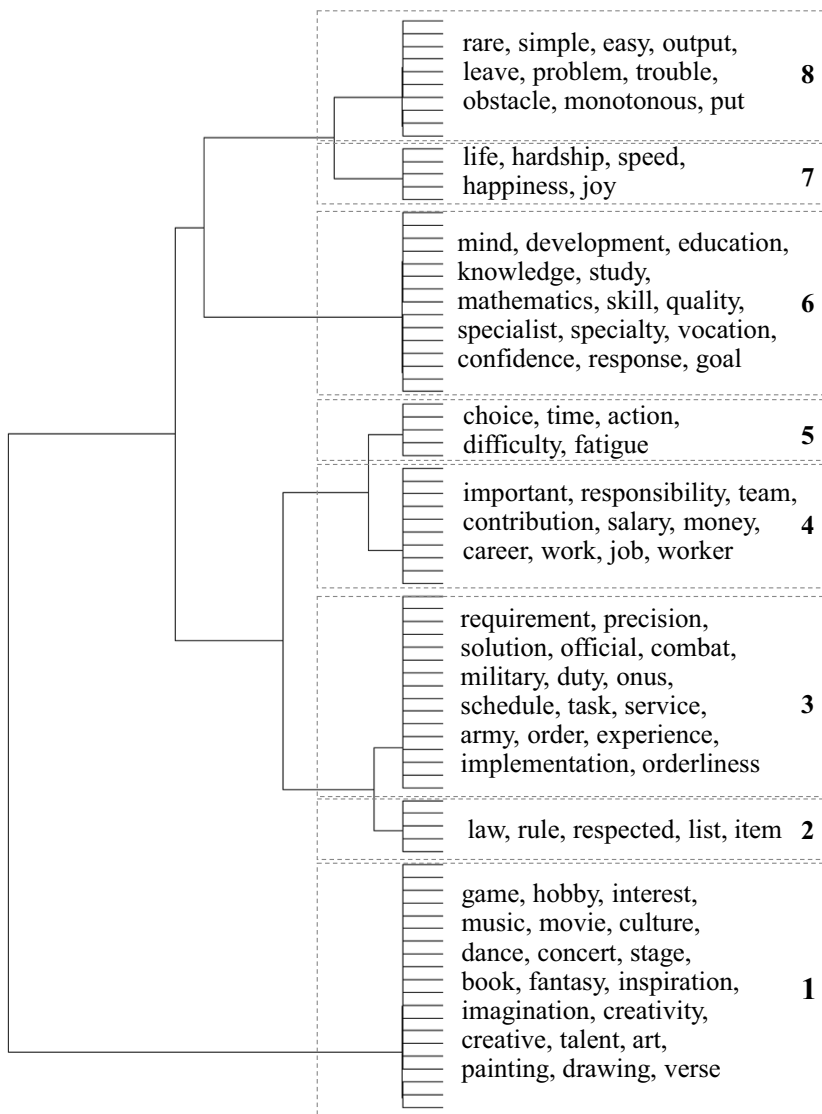 rare, simple, easy, output,
leave, problem, trouble,
obstacle, monotonous, put
8
life, hardship, speed,
happiness, joy
7
mind, development, education,
knowledge, study,
mathematics, skill, quality,
specialist, specialty, vocation,
confidence, response, goal
6
choice, time, action,
difficulty, fatigue
5
important, responsibility, team,
contribution, salary, money,
career, work, job, worker
4
requirement, precision,
solution, official, combat,
military, duty, onus,
schedule, task, service,
army, order, experience,
implementation, orderliness
3
law, rule, respected, list, item
2
game, hobby, interest,
music, movie, culture,
dance, concert, stage,
book, fantasy, inspiration,
imagination, creativity,
creative, talent, art,
painting, drawing, verse
1